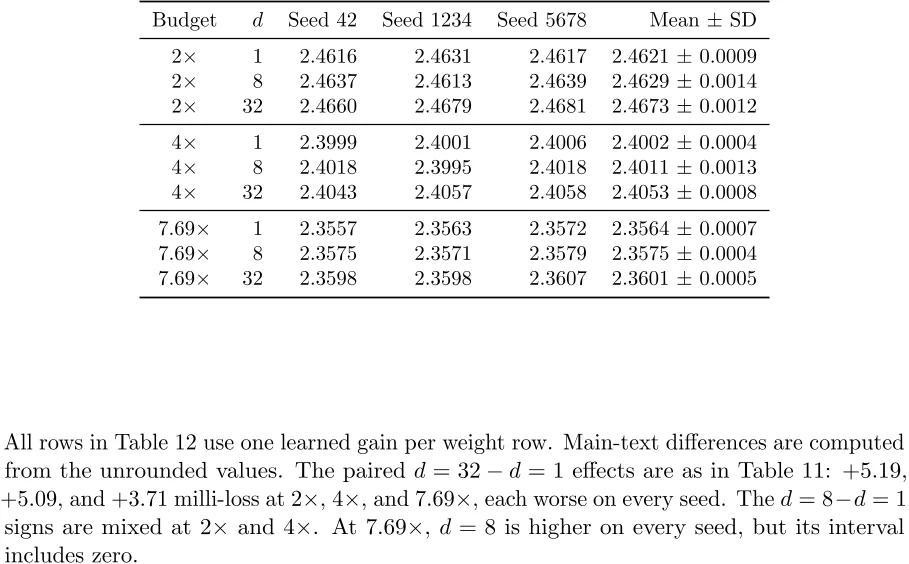 Budget d Seed 42 Seed 1234 Seed 5678 Mean ± SD
2× 1 2.4616 2.4631 2.4617 2.4621 ± 0.0009
2× 8 2.4637 2.4613 2.4639 2.4629 ± 0.0014
2× 32 2.4660 2.4679 2.4681 2.4673 ± 0.0012
4× 1 2.3999 2.4001 2.4006 2.4002 ± 0.0004
4× 8 2.4018 2.3995 2.4018 2.4011 ± 0.0013
4× 32 2.4043 2.4057 2.4058 2.4053 ± 0.0008
7.69× 1 2.3557 2.3563 2.3572 2.3564 ± 0.0007
7.69× 8 2.3575 2.3571 2.3579 2.3575 ± 0.0004
7.69× 32 2.3598 2.3598 2.3607 2.3601 ± 0.0005
All rows in Table 12 use one learned gain per weight row. Main-text differences are computed
from the unrounded values. The paired d = 32 − d = 1 effects are as in Table 11: +5.19,
+5.09, and +3.71 milli-loss at 2×, 4×, and 7.69×, each worse on every seed. The d = 8−d = 1
signs are mixed at 2× and 4×. At 7.69×, d = 8 is higher on every seed, but its interval
includes zero.